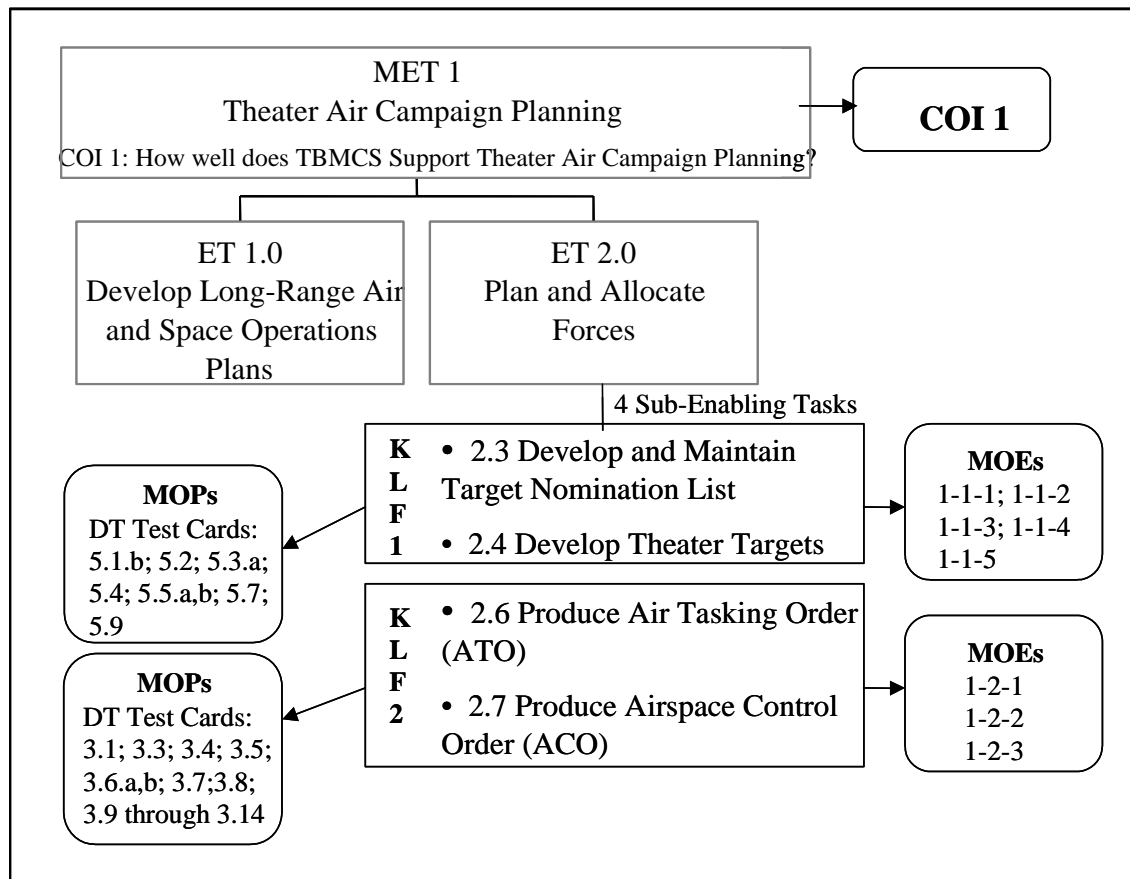 MET 1
Theater Air Campaign Planning
COI 1: How well does TBMCS Support Theater Air Campaign Planning?
COI 1
ET 1.0
Develop Long-Range Air
and Space Operations
Plans
ET 2.0
Plan and Allocate
Forces
4 Sub-Enabling Tasks
K
L
F
1
• 2.3 Develop and Maintain
Target Nomination List
• 2.4 Develop Theater Targets
MOEs
1-1-1; 1-1-2
1-1-3; 1-1-4
1-1-5
MOPs
DT Test Cards:
5.1.b; 5.2; 5.3.a;
5.4; 5.5.a,b; 5.7;
5.9
K
L
F
2
• 2.6 Produce Air Tasking Order
(ATO)
• 2.7 Produce Airspace Control
Order (ACO)
MOEs
1-2-1
1-2-2
1-2-3
MOPs
DT Test Cards:
3.1; 3.3; 3.4; 3.5;
3.6.a,b; 3.7;3.8;
3.9 through 3.14